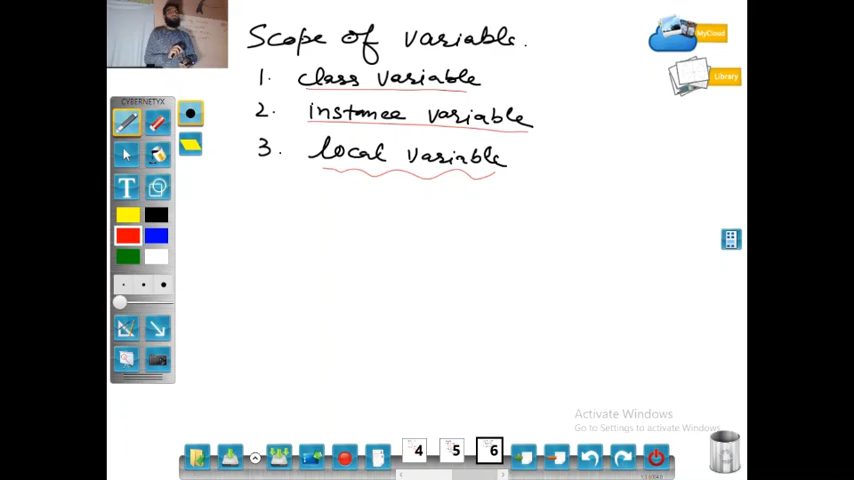 Scope of variable.
1. class variable
2. instance variable
3. local variable
MyCloud
Library
CYBERNETYX
T
4 5 6
Activate Windows
Go to Settings to activate Windows.